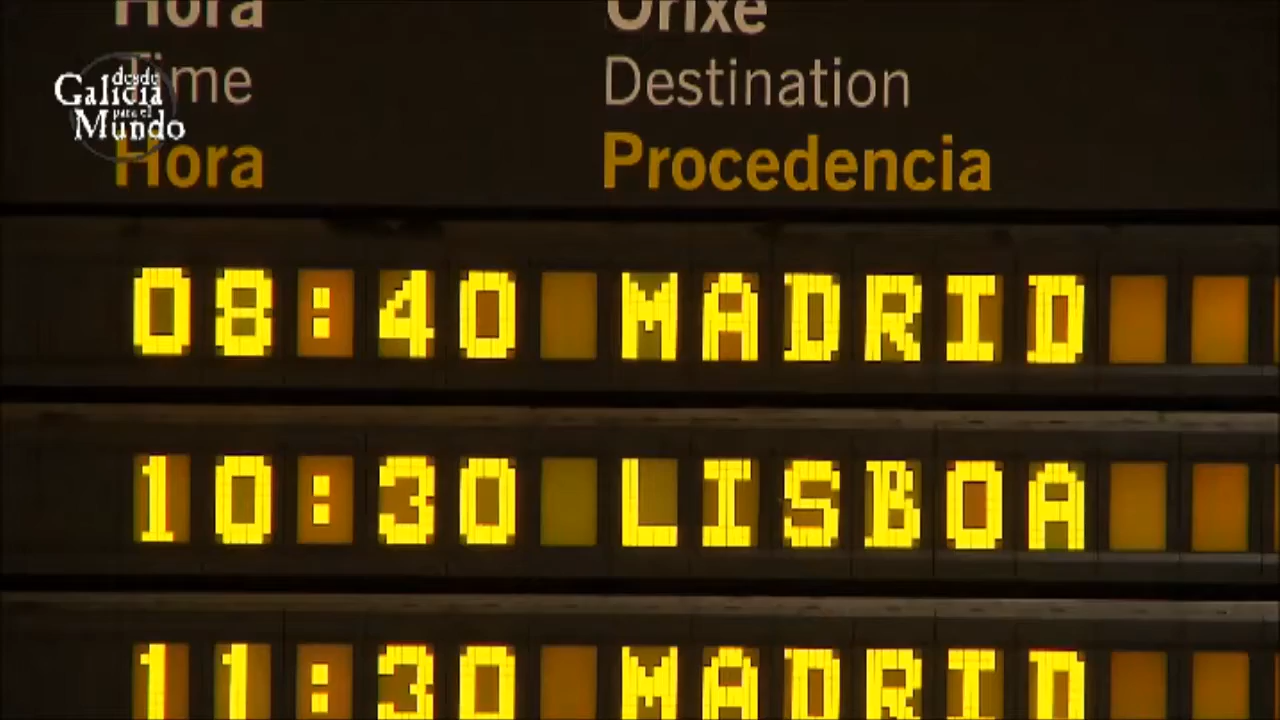 Hora Orixe
Time Destination
Hora Procedencia
desde
Galicia
para el
Mundo
08:40 MADRID
10:30 LISBOA
11:30 MADRID